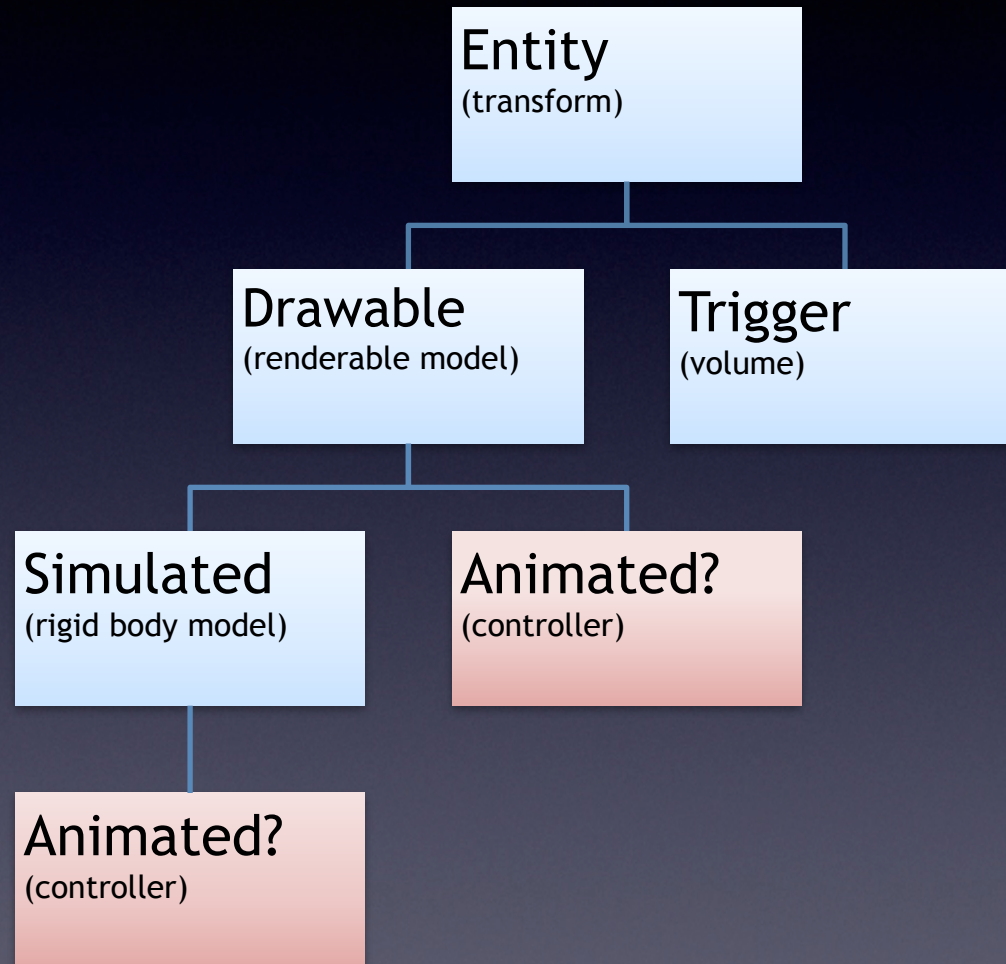 Entity
(transform)
Drawable
(renderable model)
Trigger
(volume)
Simulated
(rigid body model)
Animated?
(controller)
Animated?
(controller)